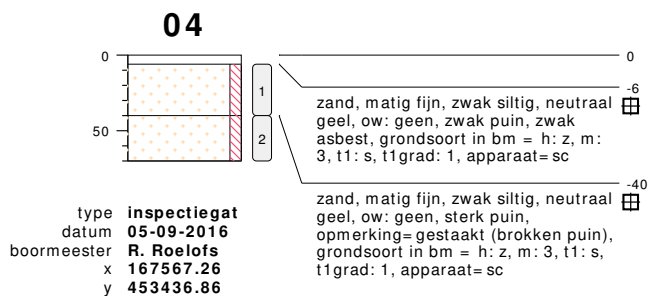 04
0
50
1
2
0
-6
zand, matig fijn, zwak siltig, neutraal
geel, ow: geen, zwak puin, zwak
asbest, grondsoort in bm = h: z, m:
3, t1: s, t1grad: 1, apparaat=sc
-40
zand, matig fijn, zwak siltig, neutraal
geel, ow: geen, sterk puin,
opmerking=gestaakt (brokken puin),
grondsoort in bm = h: z, m: 3, t1: s,
t1grad: 1, apparaat=sc
type inspectiegat
datum 05-09-2016
boormeester R. Roelofs
x 167567.26
y 453436.86